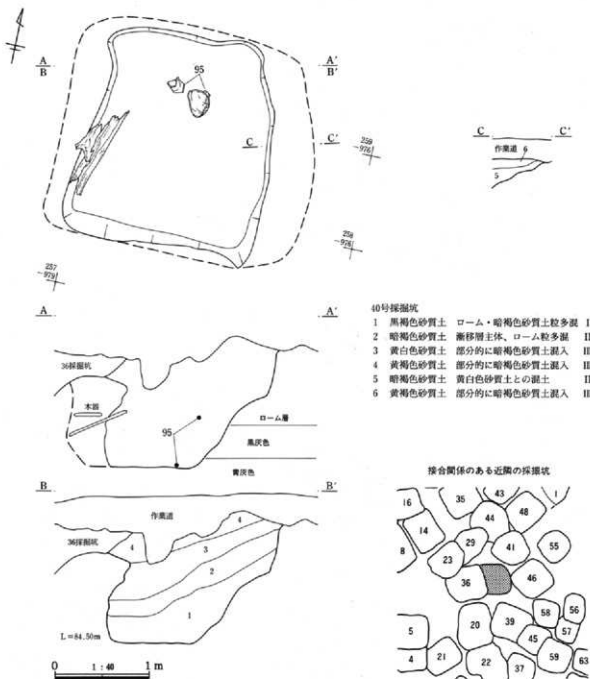 A A'
B B'
95
C C'
259
-976
258
-976
257
-979
C C'
作業道 6
5
A A'
36採掘坑
木器
95
ローム層
黒灰色
黄灰色
B B'
作業道
36採掘坑
4
4
3
2
1
L=84.50m
0 1:40 1m
40号採掘坑
1 黒褐色砂質土 ローム・暗褐色砂質土粒多混 I
2 暗褐色砂質土 漸移層主体、ローム粒多混 II
3 黄白色砂質土 部分的に暗褐色砂質土混入 III
4 黄褐色砂質土 部分的に暗褐色砂質土混入 III
5 暗褐色砂質土 黄白色砂質土との混土 II
6 黄褐色砂質土 部分的に暗褐色砂質土混入 III
接合関係のある近隣の採掘坑
16 35 43 1
14 44 48
8 29 41 55
23
36 46
5 20 39 58 56
45 57
4 21 22 37 59 63